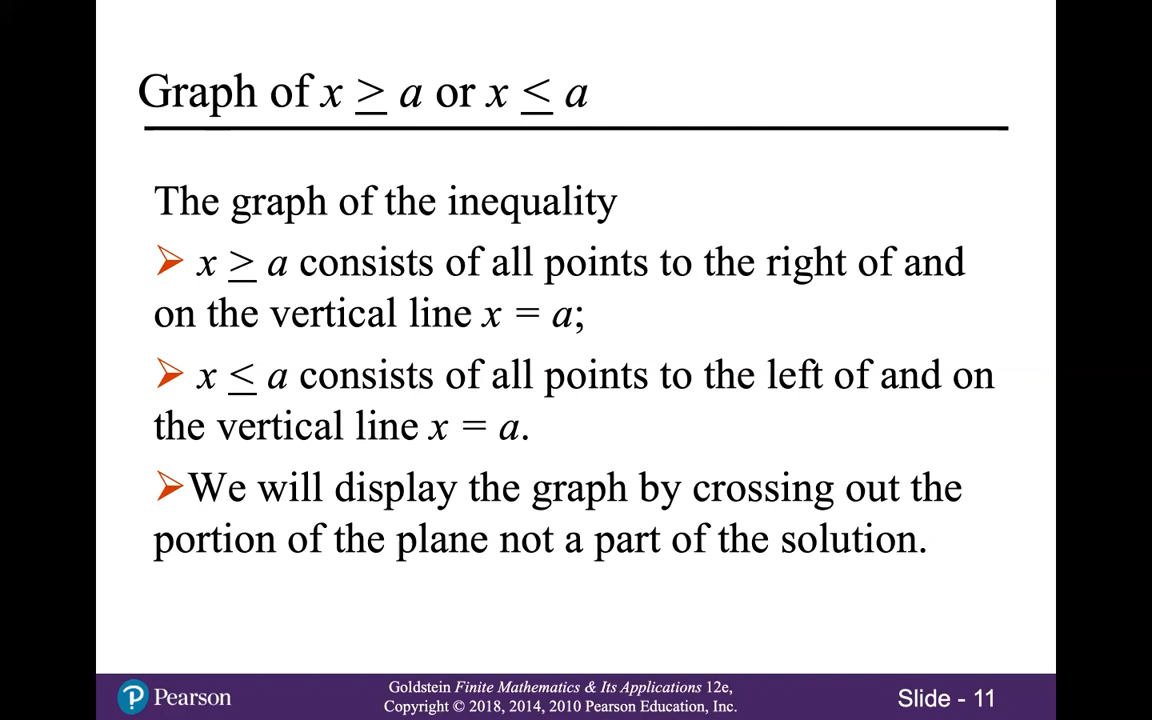 Graph of x ≥ a or x ≤ a
The graph of the inequality
➢ x ≥ a consists of all points to the right of and
on the vertical line x = a;
➢ x ≤ a consists of all points to the left of and on
the vertical line x = a.
➢We will display the graph by crossing out the
portion of the plane not a part of the solution.
Pearson
Goldstein Finite Mathematics & Its Applications 12e,
Copyright © 2018, 2014, 2010 Pearson Education, Inc.
Slide - 11